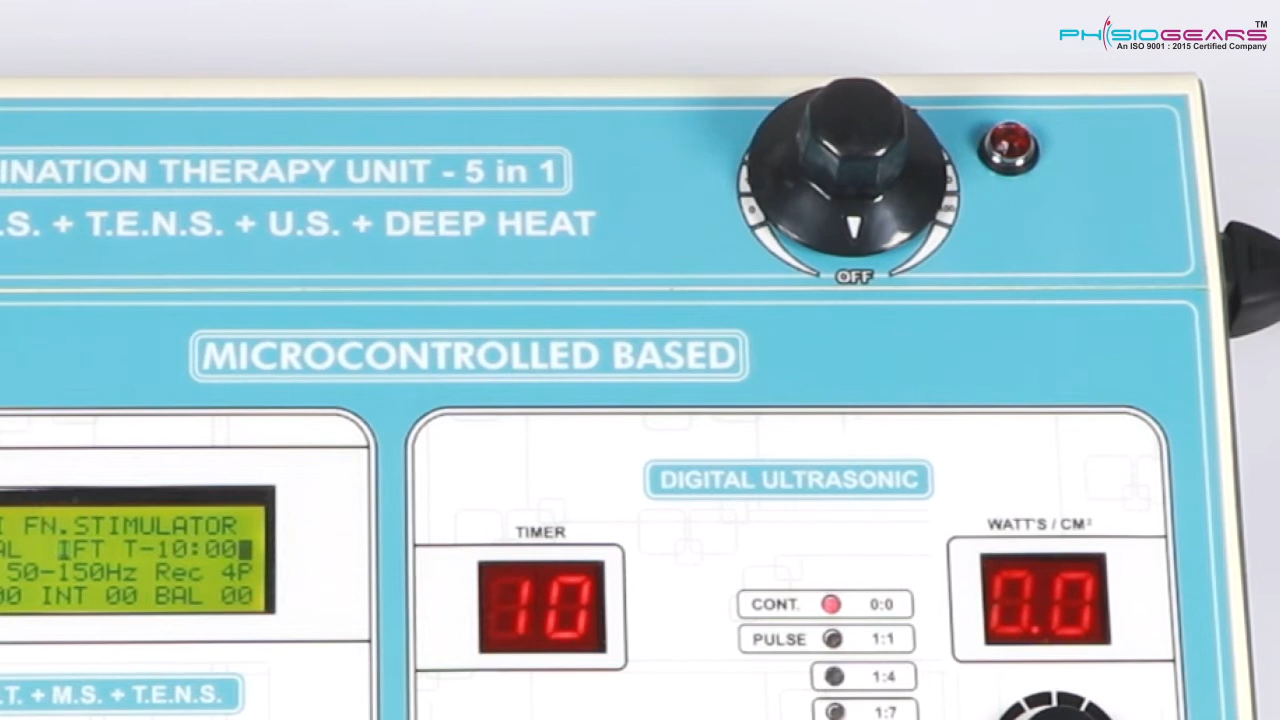 PHYSIOGEARS TM
An ISO 9001 : 2015 Certified Company
INATION THERAPY UNIT - 5 in 1
.S. + T.E.N.S. + U.S. + DEEP HEAT
OFF
MICROCONTROLLED BASED
DIGITAL ULTRASONIC
TIMER
WATT'S / CM²
10
0.0
CONT. 0:0
PULSE 1:1
1:4
1:7
I FN.STIMULATOR
AL IFT T-10:00
50-150Hz Rec 4P
00 INT 00 BAL 00
.T. + M.S. + T.E.N.S.